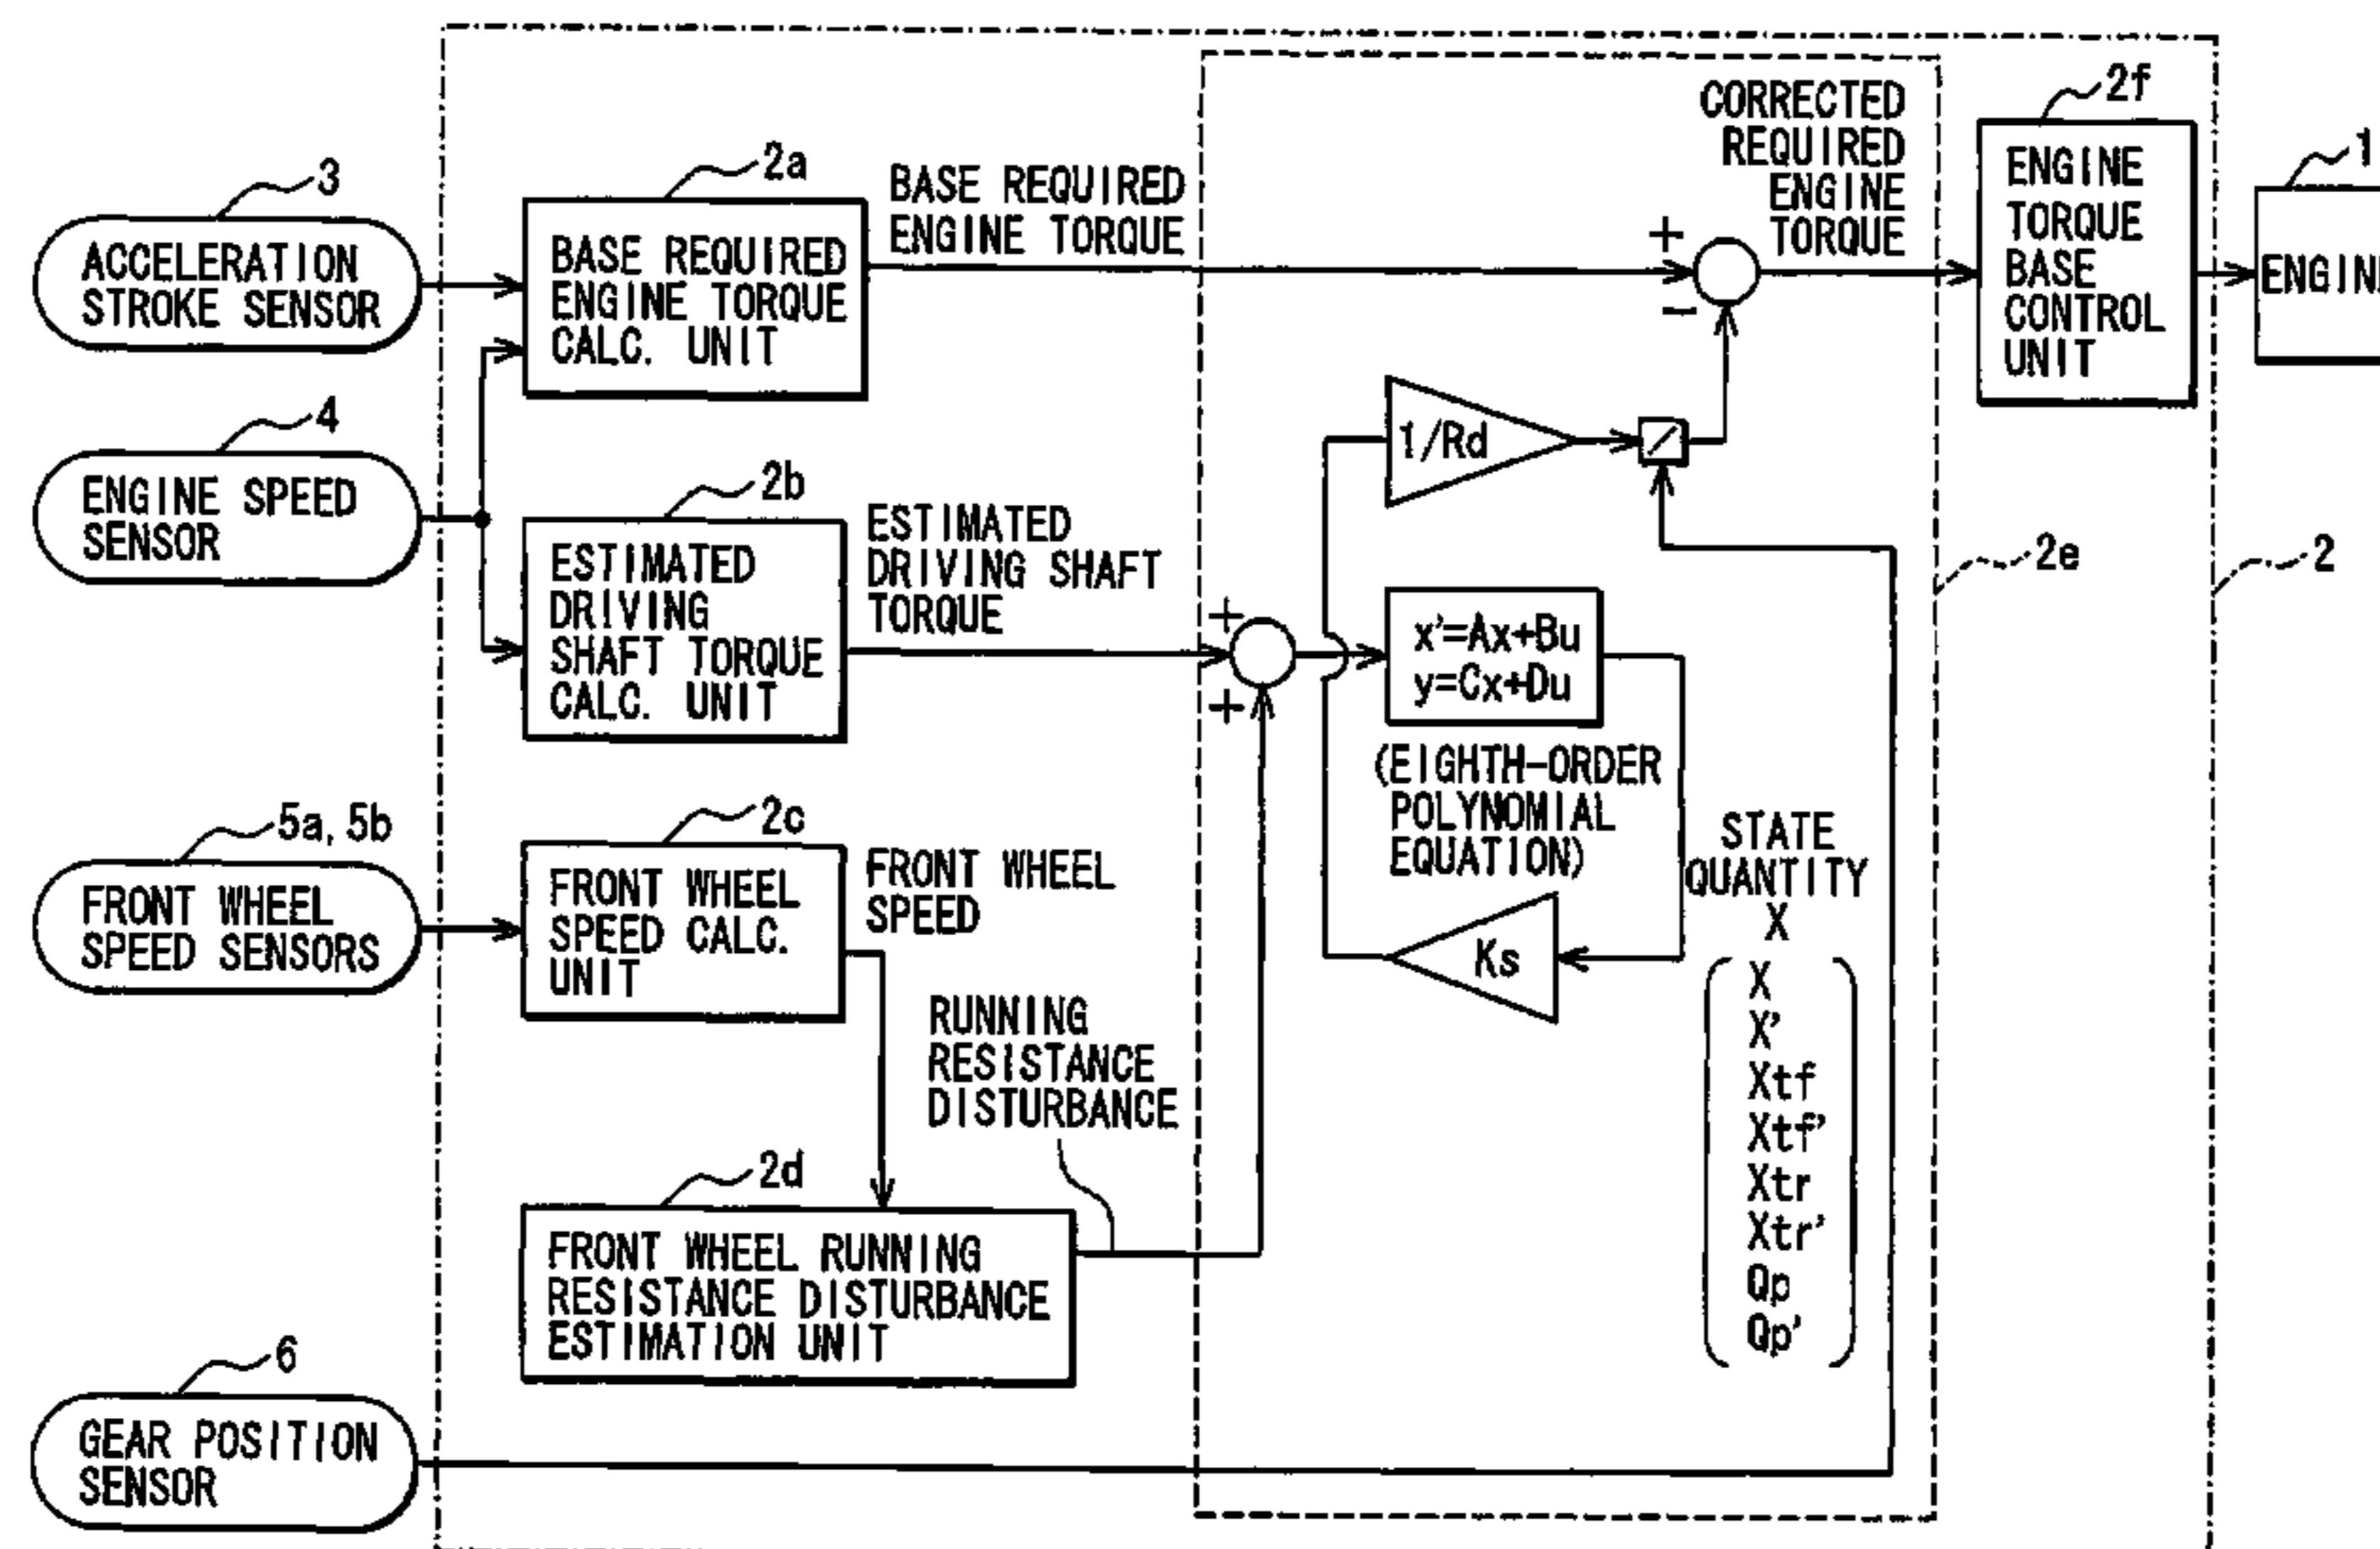 3
ACCELERATION
STROKE SENSOR
4
ENGINE SPEED
SENSOR
5a, 5b
FRONT WHEEL
SPEED SENSORS
6
GEAR POSITION
SENSOR
2a
BASE REQUIRED
ENGINE TORQUE
CALC. UNIT
BASE REQUIRED
ENGINE TORQUE
2b
ESTIMATED
DRIVING
SHAFT TORQUE
CALC. UNIT
ESTIMATED
DRIVING SHAFT
TORQUE
2c
FRONT WHEEL
SPEED CALC.
UNIT
FRONT WHEEL
SPEED
2d
FRONT WHEEL RUNNING
RESISTANCE DISTURBANCE
ESTIMATION UNIT
RUNNING
RESISTANCE
DISTURBANCE
+
+
x'=Ax+Bu
y=Cx+Du
(EIGHTH-ORDER
POLYNOMIAL
EQUATION)
Ks
1/Rd
+
−
CORRECTED
REQUIRED
ENGINE
TORQUE
STATE
QUANTITY
X
X
X'
Xtf
Xtf'
Xtr
Xtr'
Qp
Qp'
2e
2
2f
ENGINE
TORQUE
BASE
CONTROL
UNIT
1
ENGIN